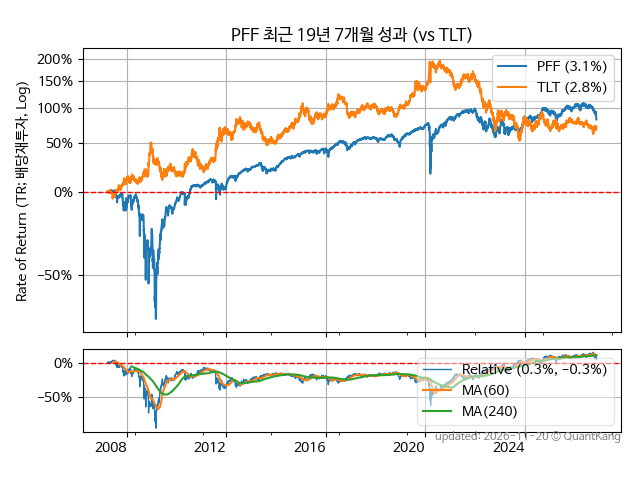 PFF 최근 19년 7개월 성과 (vs TLT)
Rate of Return (TR: 배당재투자, Log)
200%
150%
100%
50%
0%
−50%
PFF (3.1%)
TLT (2.8%)
0%
−50%
Relative (0.3%, −0.3%)
MA(60)
MA(240)
2008
2012
2016
2020
2024
updated: 2026-11-20 © QuantKang